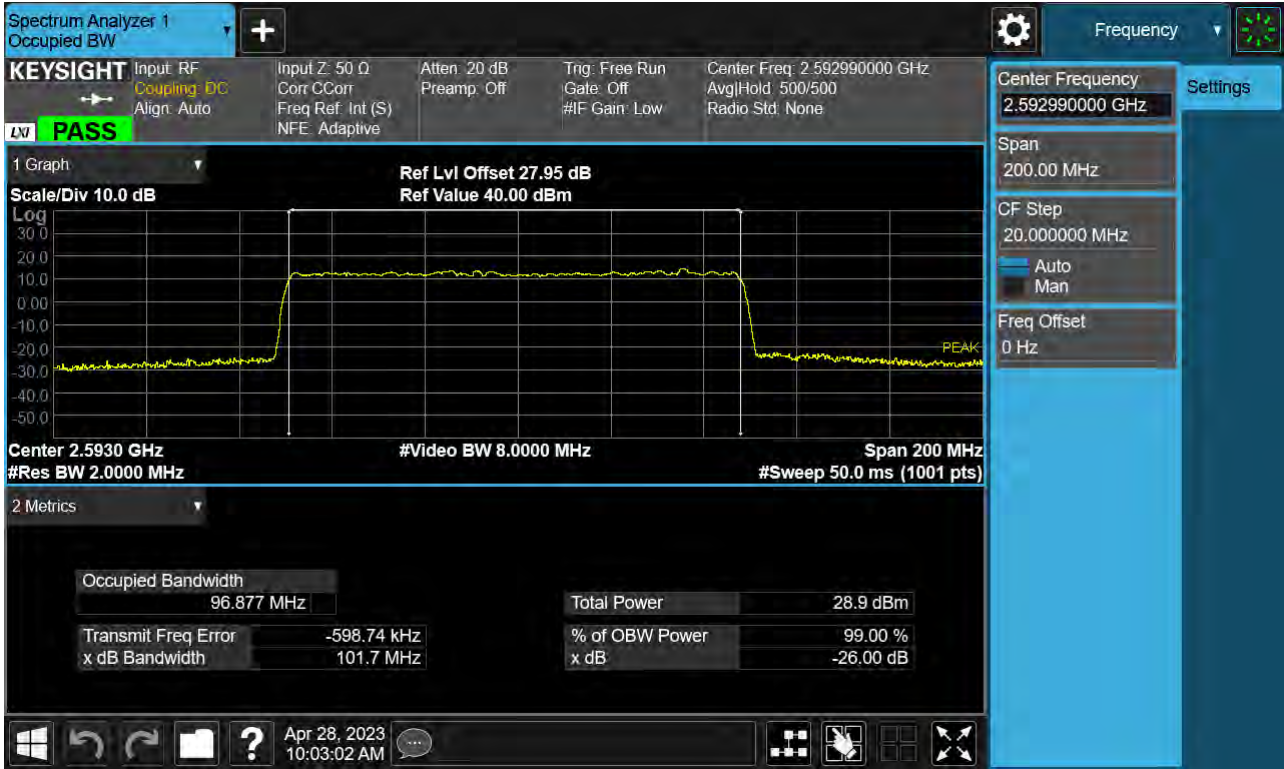 Spectrum Analyzer 1
Occupied BW
+
Frequency
KEYSIGHT
Input: RF
Coupling: DC
Align: Auto
Input Z: 50 Ω
Corr CCorr
Freq Ref: Int (S)
NFE: Adaptive
Atten: 20 dB
Preamp: Off
Trig: Free Run
Gate: Off
#IF Gain: Low
Center Freq: 2.592990000 GHz
Avg|Hold: 500/500
Radio Std: None
LXI PASS
Center Frequency
2.592990000 GHz
Settings
Span
200.00 MHz
CF Step
20.000000 MHz
Auto
Man
Freq Offset
0 Hz
1 Graph
Ref Lvl Offset 27.95 dB
Scale/Div 10.0 dB
Ref Value 40.00 dBm
Log
30.0
20.0
10.0
0.00
-10.0
-20.0
-30.0
-40.0
-50.0
PEAK
Center 2.5930 GHz
#Video BW 8.0000 MHz
Span 200 MHz
#Res BW 2.0000 MHz
#Sweep 50.0 ms (1001 pts)
2 Metrics
Occupied Bandwidth
96.877 MHz
Total Power 28.9 dBm
Transmit Freq Error -598.74 kHz
% of OBW Power 99.00 %
x dB Bandwidth 101.7 MHz
x dB -26.00 dB
?
Apr 28, 2023
10:03:02 AM